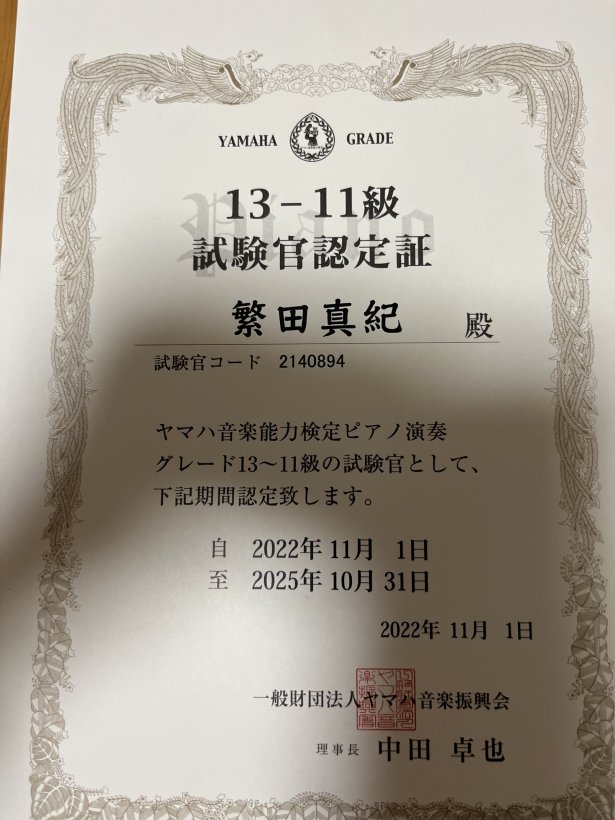 YAMAHA GRADE
Piano
13−11級
試験官認定証
繁田真紀 殿
試験官コード 2140894
ヤマハ音楽能力検定ピアノ演奏
グレード13～11級の試験官として、
下記期間認定致します。
自 2022年 11月 1日
至 2025年 10月 31日
2022年 11月 1日
一般財団法人ヤマハ音楽振興会
理事長 中田 卓也